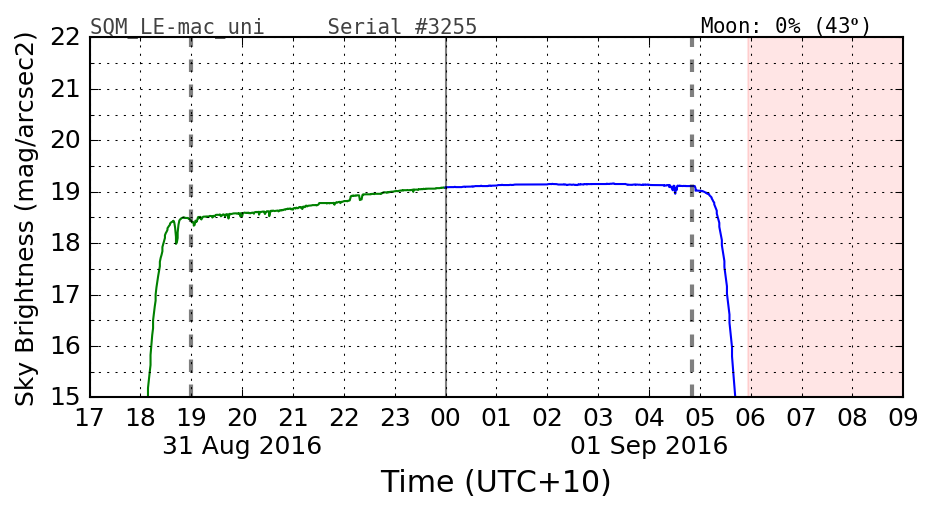 SQM_LE-mac_uni Serial #3255 Moon: 0% (43°)
Sky Brightness (mag/arcsec2)
22
21
20
19
18
17
16
15
17 18 19 20 21 22 23 00 01 02 03 04 05 06 07 08 09
31 Aug 2016 01 Sep 2016
Time (UTC+10)